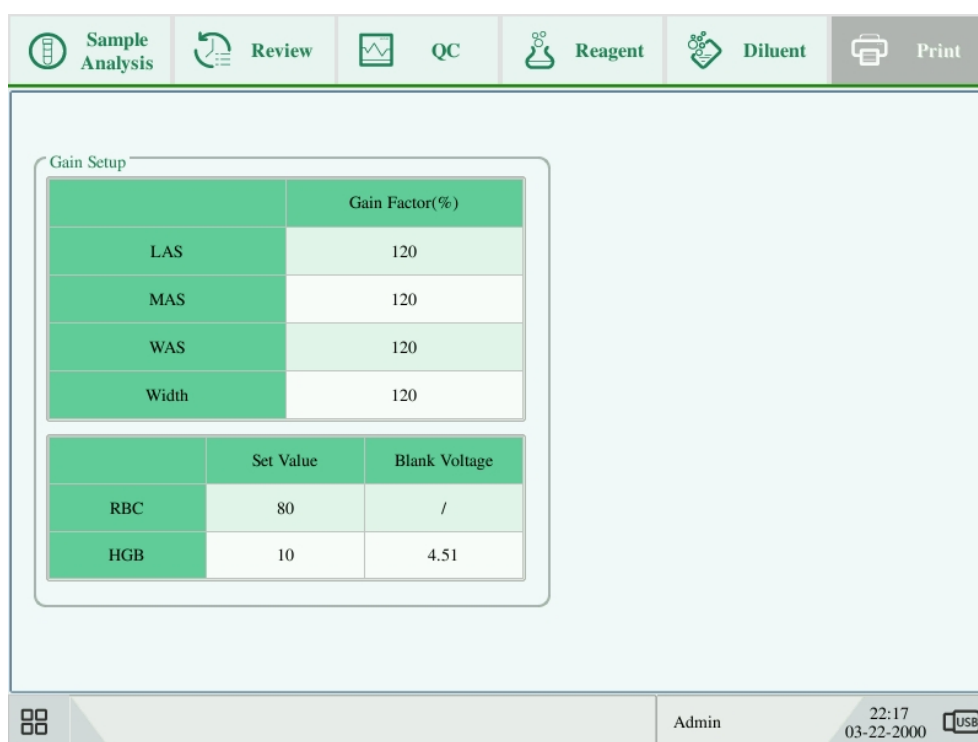 Sample
Analysis
Review
QC
Reagent
Diluent
Print
Gain Setup
Gain Factor(%)
LAS 120
MAS 120
WAS 120
Width 120
Set Value Blank Voltage
RBC 80 /
HGB 10 4.51
Admin
22:17
03-22-2000
USB